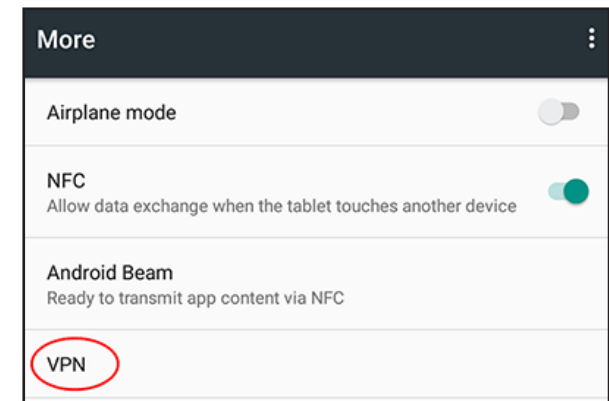 More
Airplane mode
NFC
Allow data exchange when the tablet touches another device
Android Beam
Ready to transmit app content via NFC
VPN